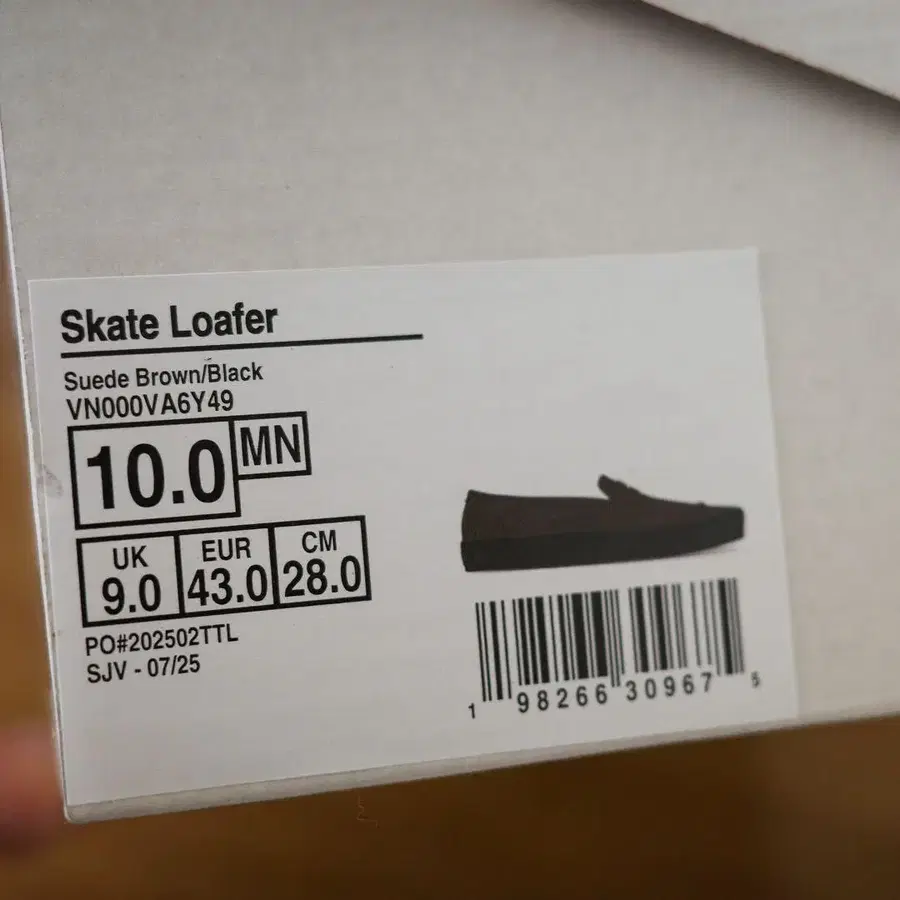 Skate Loafer
Suede Brown/Black
VN000VA6Y49
10.0 MN
UK EUR CM
9.0 43.0 28.0
PO#202502TTL
SJV - 07/25
1 98266 30967 5